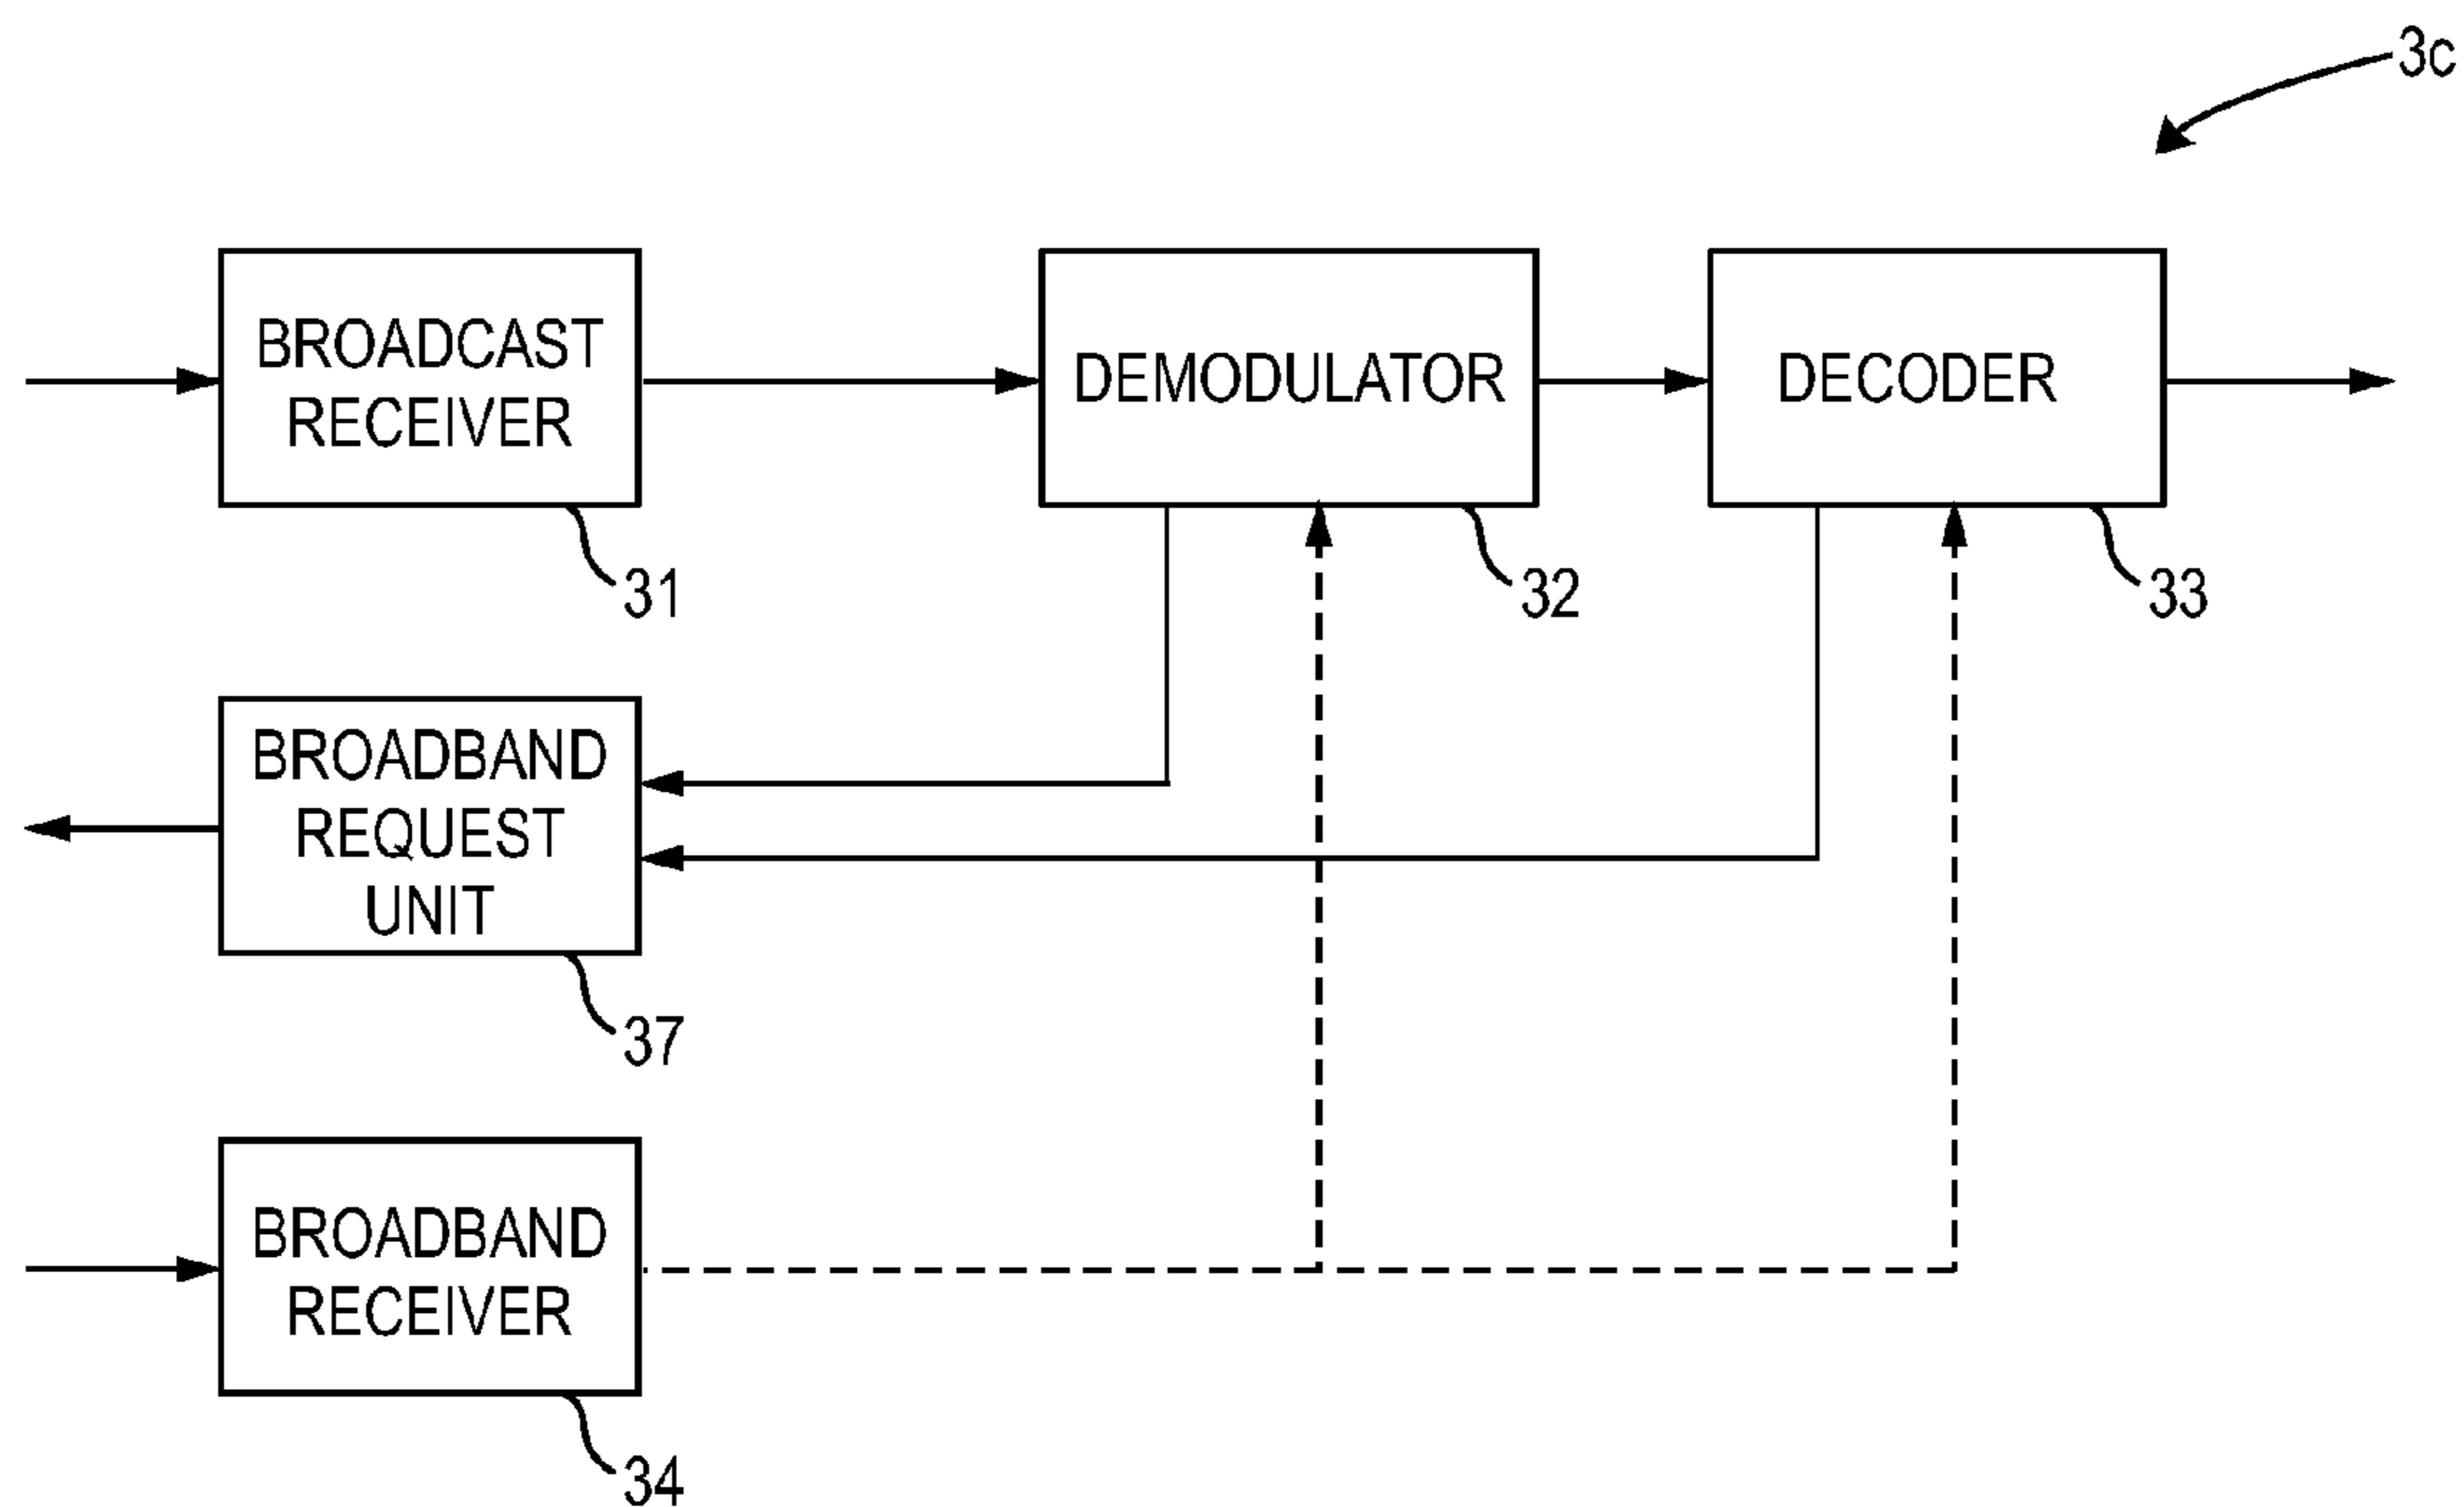 3c
BROADCAST
RECEIVER
DEMODULATOR
DECODER
31
32
33
BROADBAND
REQUEST
UNIT
37
BROADBAND
RECEIVER
34